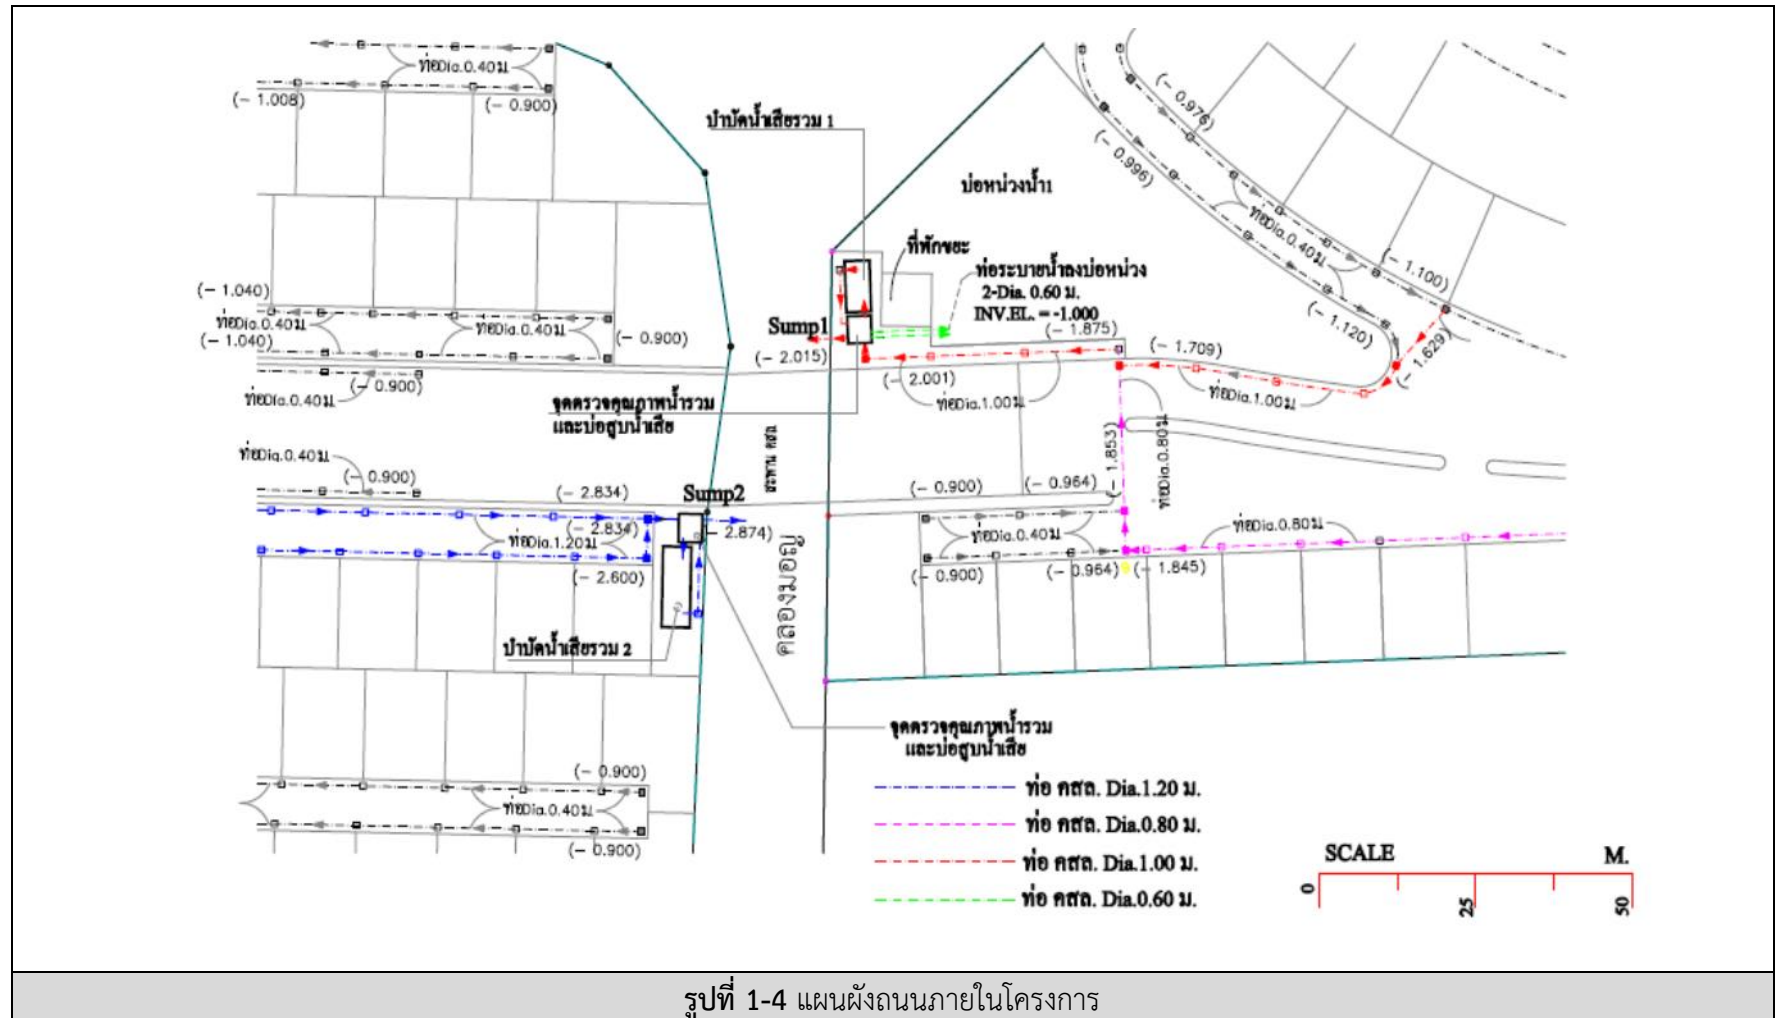 ท่อDia.0.40ม
(- 1.008)
(- 0.900)
บำบัดน้ำเสียรวม 1
(- 0.976)
(- 0.996)
บ่อหน่วงน้ำ1
ท่อDia.0.40ม
ที่พักขยะ
(- 1.100)
ท่อระบายน้ำลงบ่อหน่วง
2-Dia. 0.60 ม.
INV.EL. = -1.000
(- 1.040)
ท่อDia.0.40ม
ท่อDia.0.40ม
(- 1.040)
(- 0.900)
Sump1
(- 1.875)
(- 1.120)
(- 1.629)
(- 2.015)
(- 1.709)
(- 2.001)
(- 0.900)
ท่อDia.0.40ม
ท่อDia.1.00ม
ท่อDia.1.00ม
จุดตรวจคุณภาพน้ำรวม
และบ่อสูบน้ำเสีย
สะพาน คสล.
(- 1.853)
ท่อDia.0.80ม
ท่อDia.0.40ม
(- 0.900)
(- 2.834)
Sump2
(- 0.900)
(- 0.964)
(- 2.834)
ท่อDia.1.20ม
- 2.874)
ท่อDia.0.40ม
ท่อDia.0.80ม
(- 2.600)
(- 0.900)
(- 0.964)
(- 1.845)
บำบัดน้ำเสียรวม 2
จุดตรวจคุณภาพน้ำรวม
และบ่อสูบน้ำเสีย
(- 0.900)
ท่อDia.0.40ม
(- 0.900)
ท่อ คสล. Dia.1.20 ม.
ท่อ คสล. Dia.0.80 ม.
ท่อ คสล. Dia.1.00 ม.
ท่อ คสล. Dia.0.60 ม.
SCALE M.
0 25 50
รูปที่ 1-4 แผนผังถนนภายในโครงการ